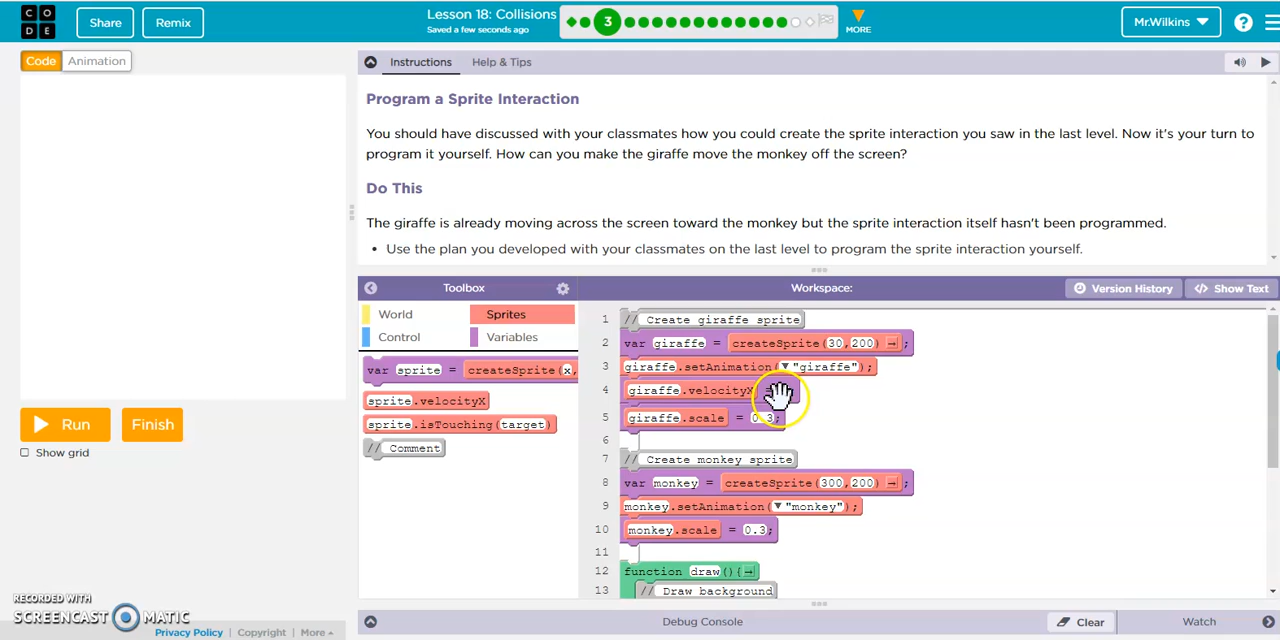 C O D E
Share
Remix
Lesson 18: Collisions
Saved a few seconds ago
3
MORE
Mr.Wilkins
?
Code
Animation
Instructions
Help & Tips
Program a Sprite Interaction
You should have discussed with your classmates how you could create the sprite interaction you saw in the last level. Now it's your turn to
program it yourself. How can you make the giraffe move the monkey off the screen?
Do This
The giraffe is already moving across the screen toward the monkey but the sprite interaction itself hasn't been programmed.
• Use the plan you developed with your classmates on the last level to program the sprite interaction yourself.
Toolbox
Workspace:
Version History
</> Show Text
World
Sprites
Control
Variables
var sprite = createSprite(x,
sprite.velocityX
sprite.isTouching(target)
// Comment
1 // Create giraffe sprite
2 var giraffe = createSprite(30,200);
3 giraffe.setAnimation("giraffe");
4 giraffe.velocityX
5 giraffe.scale = 0.3;
6
7 // Create monkey sprite
8 var monkey = createSprite(300,200);
9 monkey.setAnimation("monkey");
10 monkey.scale = 0.3;
11
12 function draw(){
13 // Draw background
Run
Finish
Show grid
RECORDED WITH
SCREENCAST MATIC
Privacy Policy | Copyright | More
Debug Console
Clear
Watch